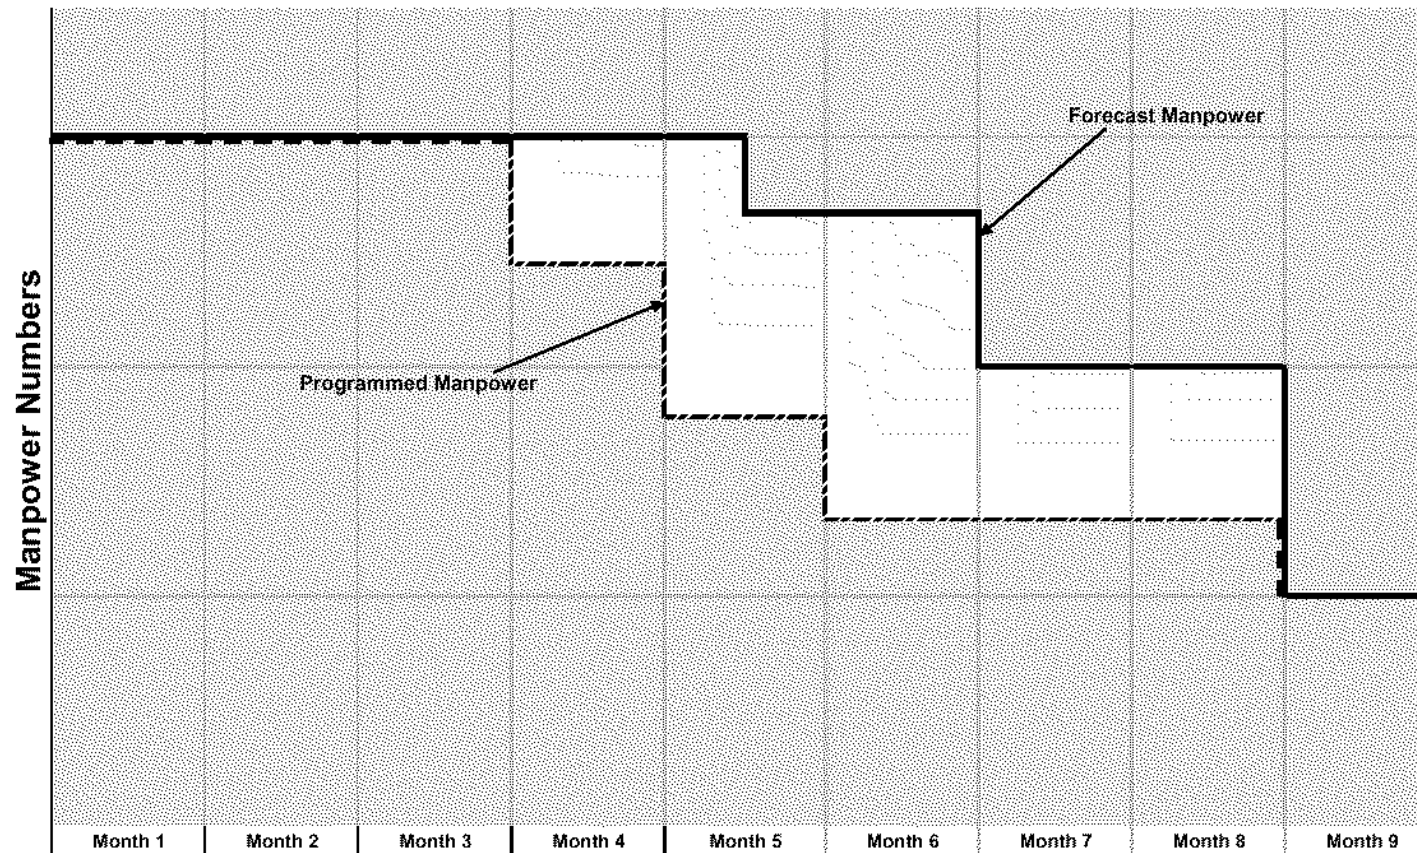 Forecast Manpower
Programmed Manpower
Manpower Numbers
Month 1
Month 2
Month 3
Month 4
Month 5
Month 6
Month 7
Month 8
Month 9